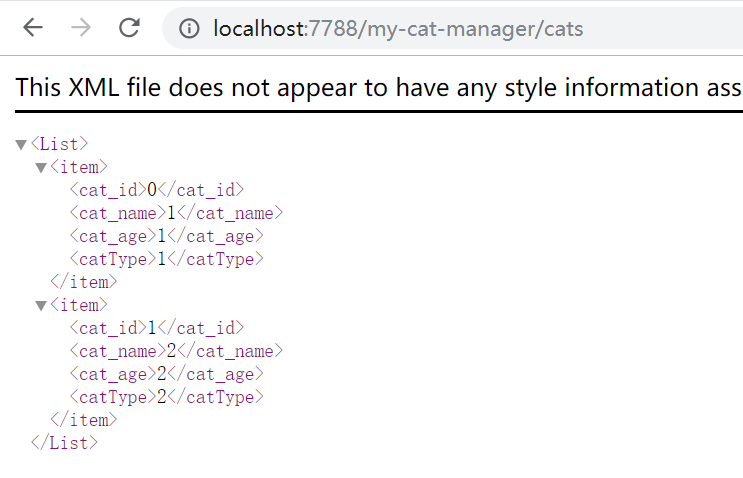 localhost:7788/my-cat-manager/cats
This XML file does not appear to have any style information ass
<List>
<item>
<cat_id>0</cat_id>
<cat_name>1</cat_name>
<cat_age>1</cat_age>
<catType>1</catType>
</item>
<item>
<cat_id>1</cat_id>
<cat_name>2</cat_name>
<cat_age>2</cat_age>
<catType>2</catType>
</item>
</List>